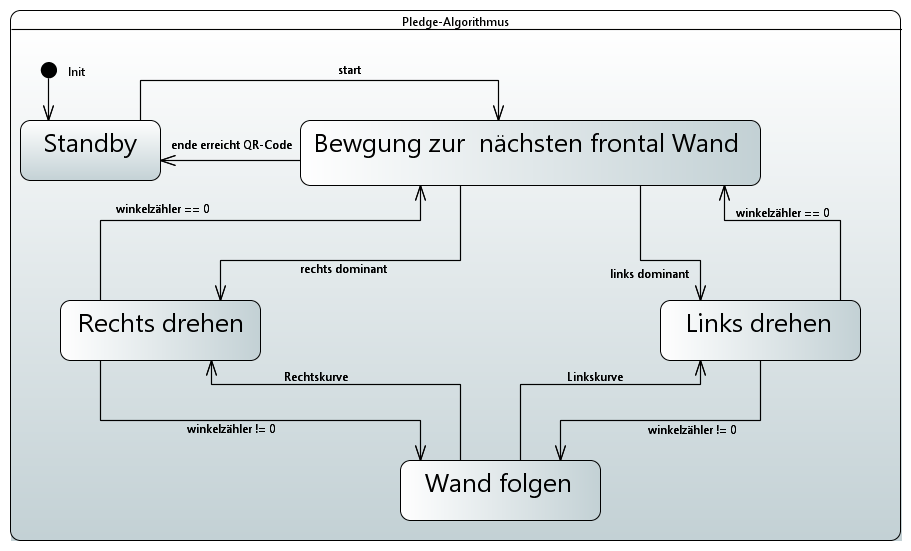 Pledge-Algorithmus
Init
start
Standby
ende erreicht QR-Code
Bewgung zur  nächsten frontal Wand
winkelzähler == 0
winkelzähler == 0
rechts dominant
links dominant
Rechts drehen
Links drehen
Rechtskurve
Linkskurve
winkelzähler != 0
winkelzähler != 0
Wand folgen